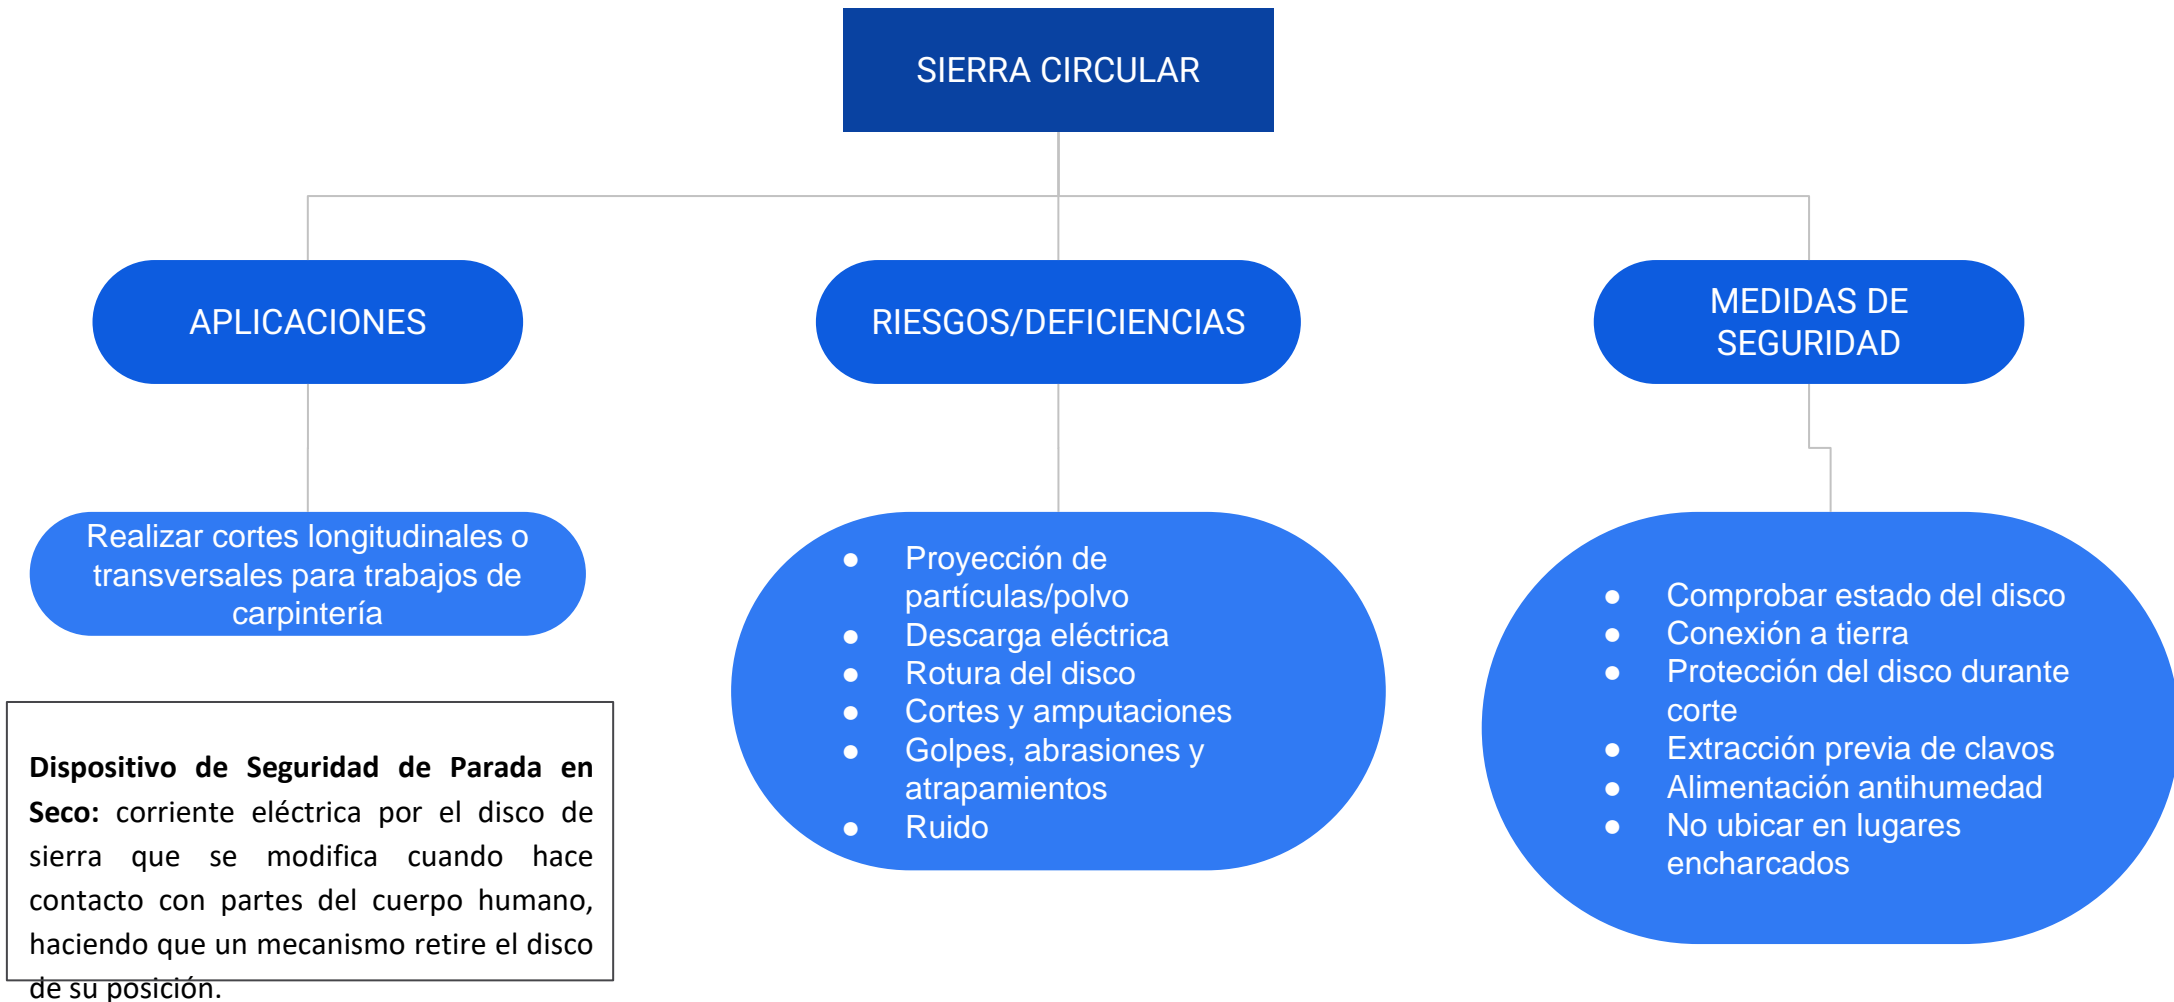 SIERRA CIRCULAR
APLICACIONES
RIESGOS/DEFICIENCIAS
MEDIDAS DE
SEGURIDAD
Realizar cortes longitudinales o
transversales para trabajos de
carpintería
● Proyección de
partículas/polvo
● Descarga eléctrica
● Rotura del disco
● Cortes y amputaciones
● Golpes, abrasiones y
atrapamientos
● Ruido
● Comprobar estado del disco
● Conexión a tierra
● Protección del disco durante
corte
● Extracción previa de clavos
● Alimentación antihumedad
● No ubicar en lugares
encharcados
Dispositivo de Seguridad de Parada en
Seco: corriente eléctrica por el disco de
sierra que se modifica cuando hace
contacto con partes del cuerpo humano,
haciendo que un mecanismo retire el disco
de su posición.